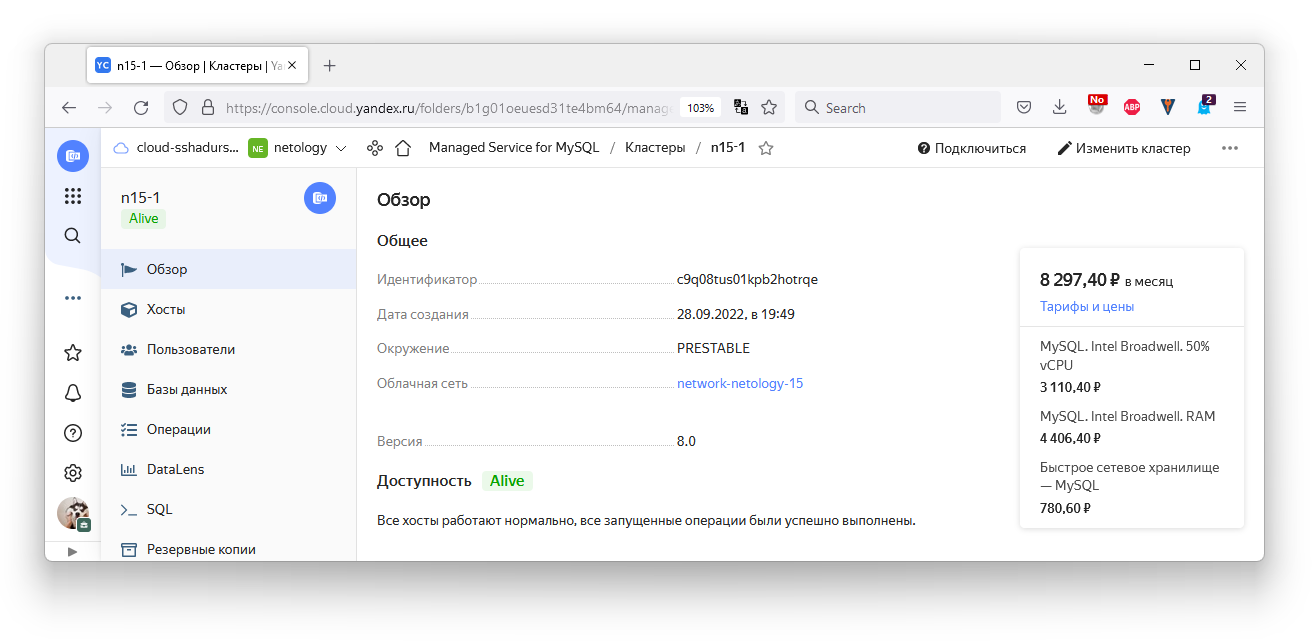 n15-1 — Обзор | Кластеры | Ya
https://console.cloud.yandex.ru/folders/b1g01oeuesd31te4bm64/manage
103%
Search
No
ABP
2
cloud-sshadurs...
NE
netology
Managed Service for MySQL / Кластеры / n15-1
Подключиться
Изменить кластер
n15-1
Alive
Обзор
Хосты
Пользователи
Базы данных
Операции
DataLens
SQL
Резервные копии
Обзор
Общее
Идентификатор c9q08tus01kpb2hotrqe
Дата создания 28.09.2022, в 19:49
Окружение PRESTABLE
Облачная сеть network-netology-15
Версия 8.0
Доступность Alive
Все хосты работают нормально, все запущенные операции были успешно выполнены.
8 297,40 ₽ в месяц
Тарифы и цены
MySQL. Intel Broadwell. 50%
vCPU
3 110,40 ₽
MySQL. Intel Broadwell. RAM
4 406,40 ₽
Быстрое сетевое хранилище
— MySQL
780,60 ₽